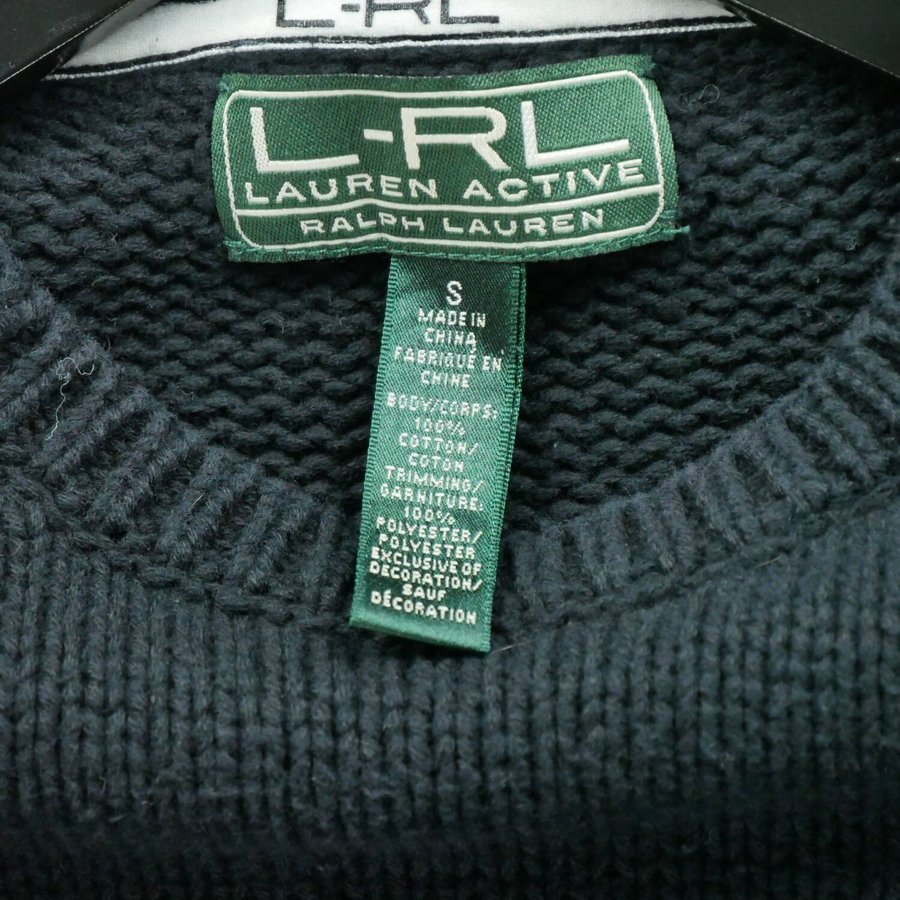 L-RL
L-RL
LAUREN ACTIVE
RALPH LAUREN
S
MADE IN
CHINA
FABRIQUE EN
CHINE
BODY/CORPS:
100%
COTTON/
COTON
TRIMMING/
GARNITURE:
100%
POLYESTER/
POLYESTER
EXCLUSIVE OF
DECORATION/
SAUF
DÉCORATION